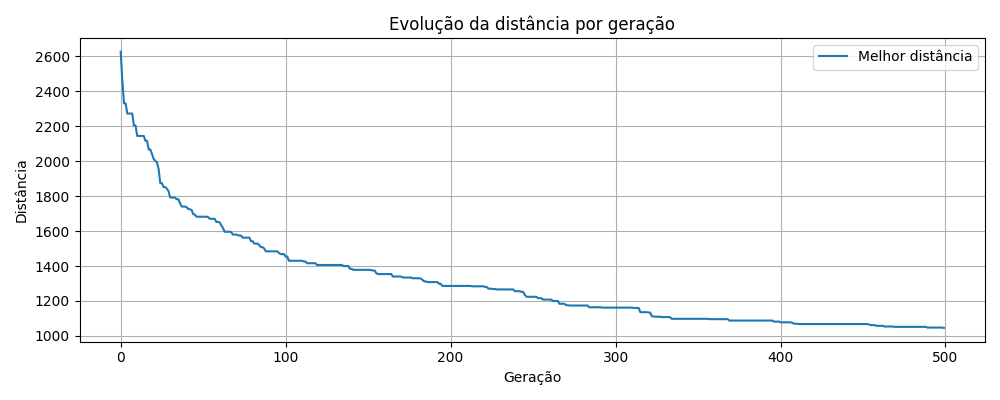 Evolução da distância por geração
Melhor distância
Distância
2600
2400
2200
2000
1800
1600
1400
1200
1000
0 100 200 300 400 500
Geração